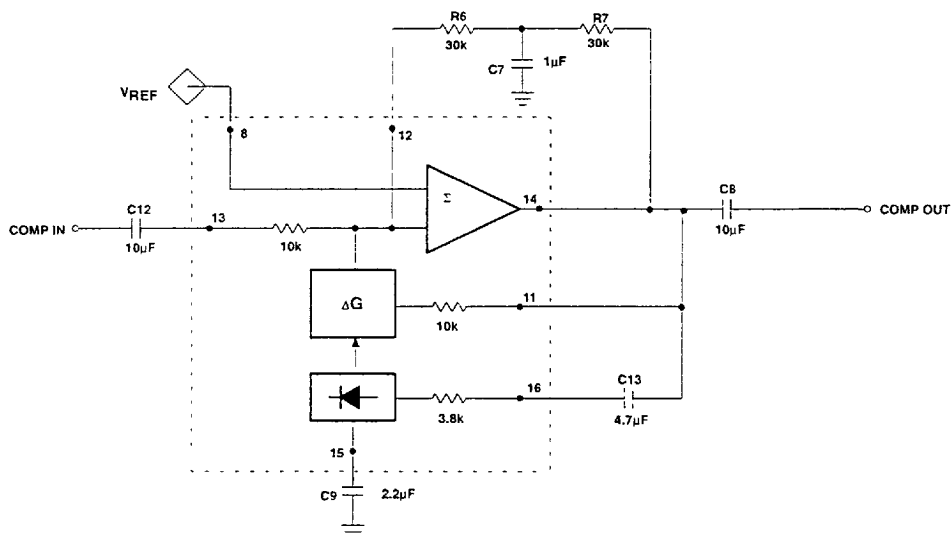 R6
30k
R7
30k
C7
1µF
VREF
8
12
Σ
14
C8
10µF
COMP OUT
COMP IN
C12
10µF
13
10k
ΔG
10k
11
3.8k
16
C13
4.7µF
15
C9
2.2µF